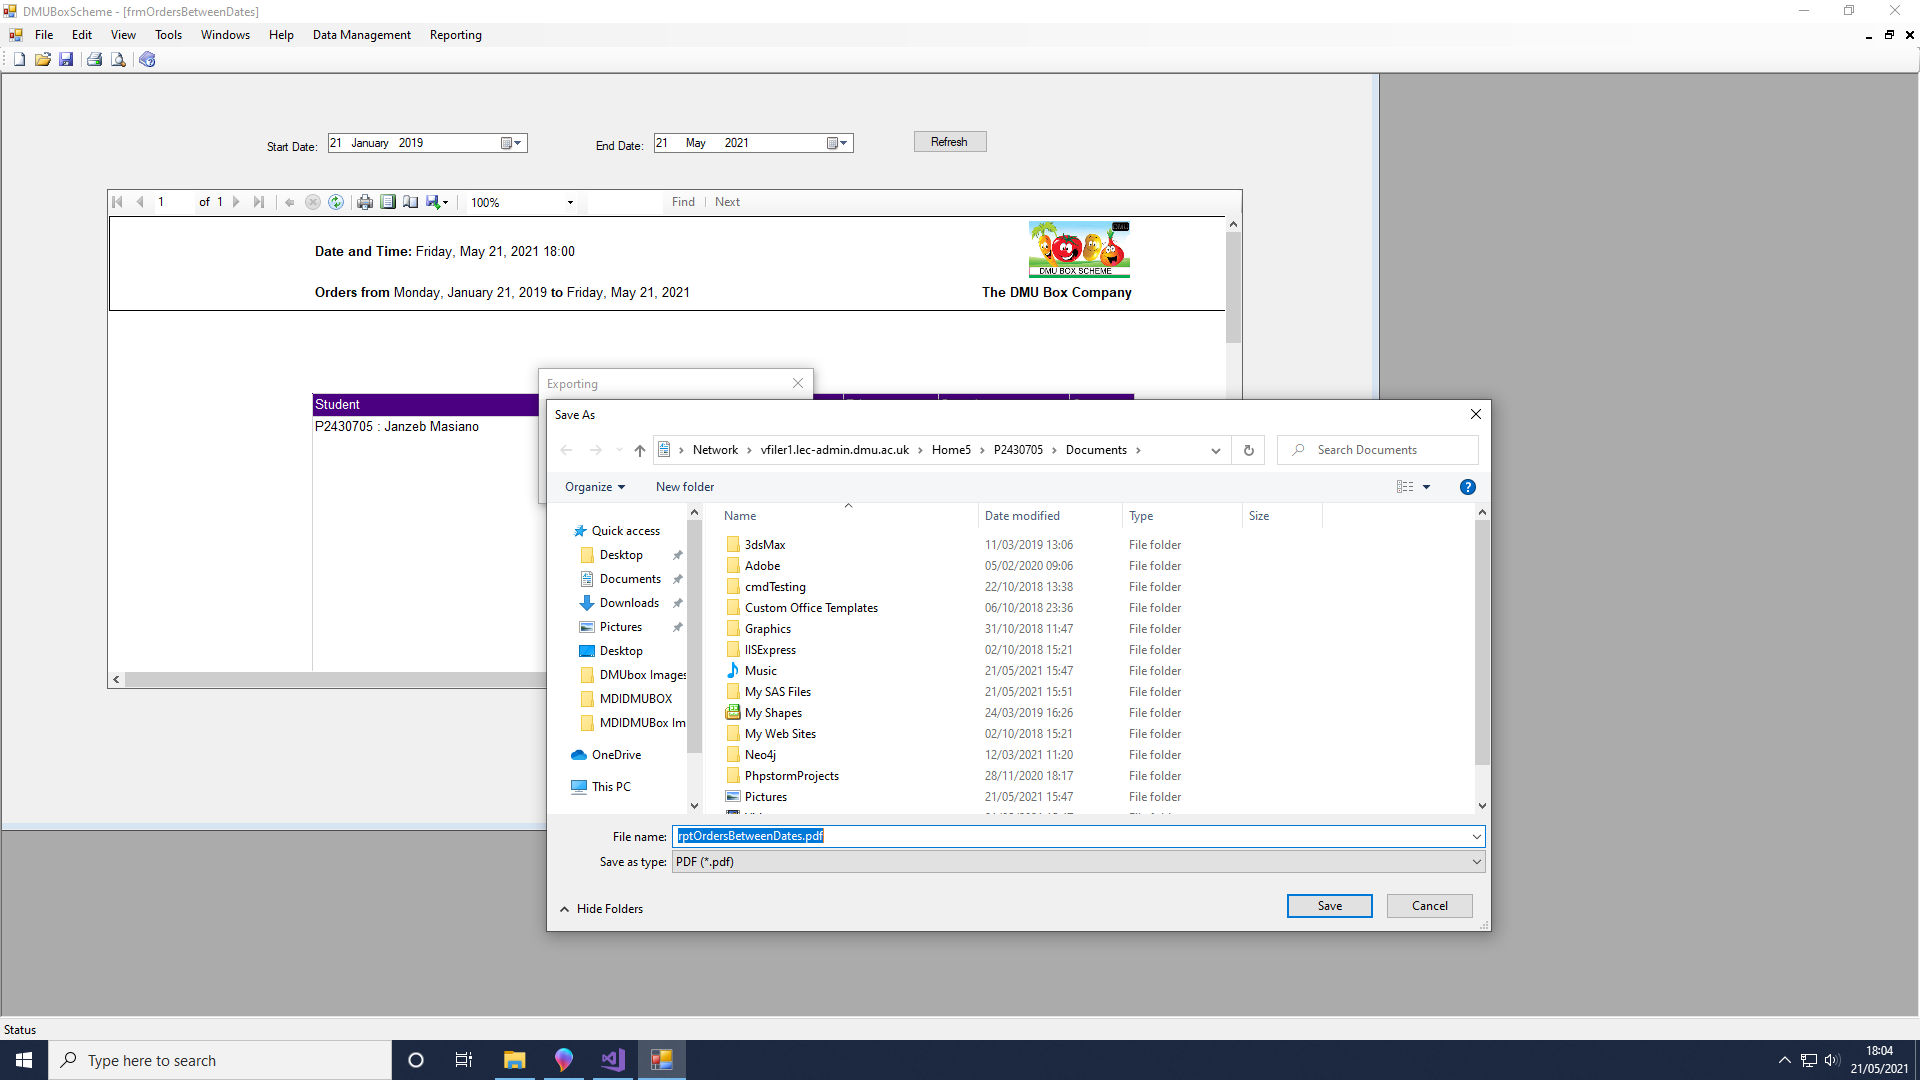 DMUBoxScheme - [frmOrdersBetweenDates]
File Edit View Tools Windows Help Data Management Reporting
Start Date: 21 January 2019 End Date: 21 May 2021 Refresh
1 of 1 100% Find Next
Date and Time: Friday, May 21, 2021 18:00
DMU
DMU BOX SCHEME
Orders from Monday, January 21, 2019 to Friday, May 21, 2021
The DMU Box Company
Student
P2430705 : Janzeb Masiano
Exporting
Save As
Network vfiler1.lec-admin.dmu.ac.uk Home5 P2430705 Documents
Search Documents
Organize New folder
Quick access
Desktop
Documents
Downloads
Pictures
Desktop
DMUbox Images
MDIDMUBOX
MDIDMUBox Im
OneDrive
This PC
Name Date modified Type Size
3dsMax 11/03/2019 13:06 File folder
Adobe 05/02/2020 09:06 File folder
cmdTesting 22/10/2018 13:38 File folder
Custom Office Templates 06/10/2018 23:36 File folder
Graphics 31/10/2018 11:47 File folder
IISExpress 02/10/2018 15:21 File folder
Music 21/05/2021 15:47 File folder
My SAS Files 21/05/2021 15:51 File folder
My Shapes 24/03/2019 16:26 File folder
My Web Sites 02/10/2018 15:21 File folder
Neo4j 12/03/2021 11:20 File folder
PhpstormProjects 28/11/2020 18:17 File folder
Pictures 21/05/2021 15:47 File folder
File name: rptOrdersBetweenDates.pdf
Save as type: PDF (*.pdf)
Hide Folders
Save Cancel
Status
Type here to search
18:04
21/05/2021